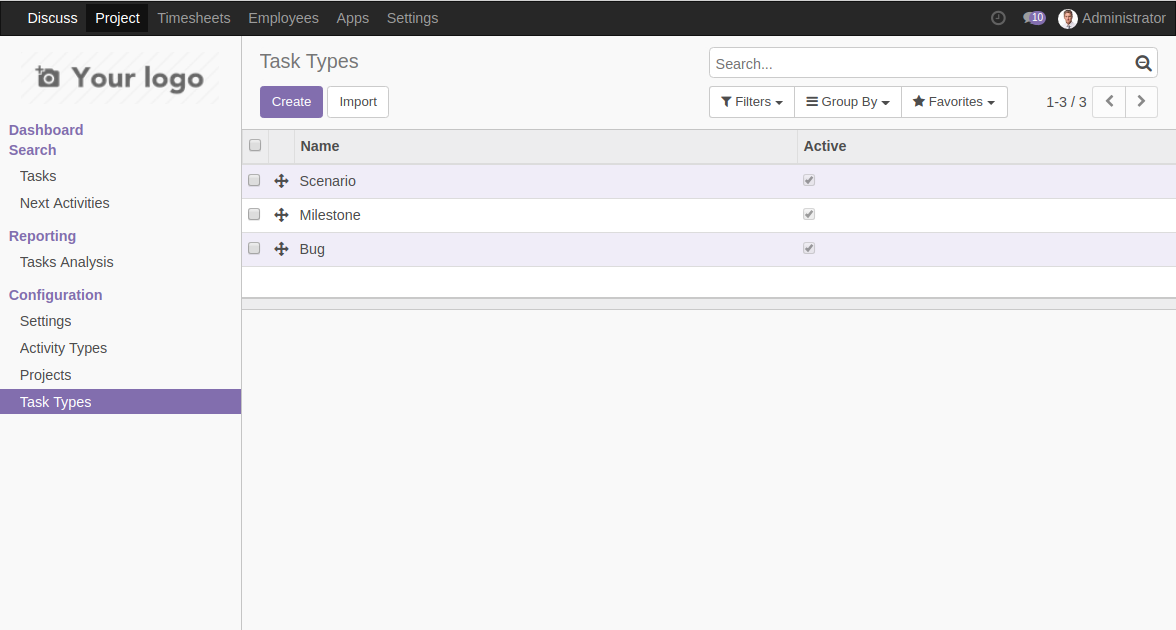 Discuss Project Timesheets Employees Apps Settings 10 Administrator
Your logo
Dashboard
Search
Tasks
Next Activities
Reporting
Tasks Analysis
Configuration
Settings
Activity Types
Projects
Task Types
Task Types
Search...
Create Import
Filters Group By Favorites 1-3 / 3
Name Active
Scenario
Milestone
Bug